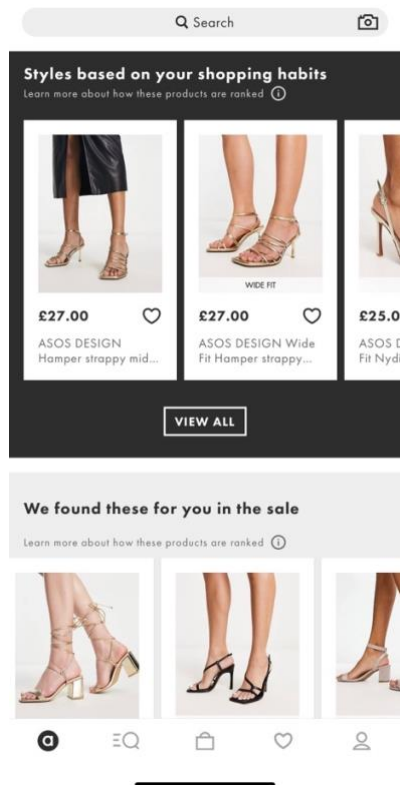 Search
Styles based on your shopping habits
Learn more about how these products are ranked
WIDE FIT
£27.00
£27.00
£25.0
ASOS DESIGN
Hamper strappy mid...
ASOS DESIGN Wide
Fit Hamper strappy...
ASOS D
Fit Nydi
VIEW ALL
We found these for you in the sale
Learn more about how these products are ranked